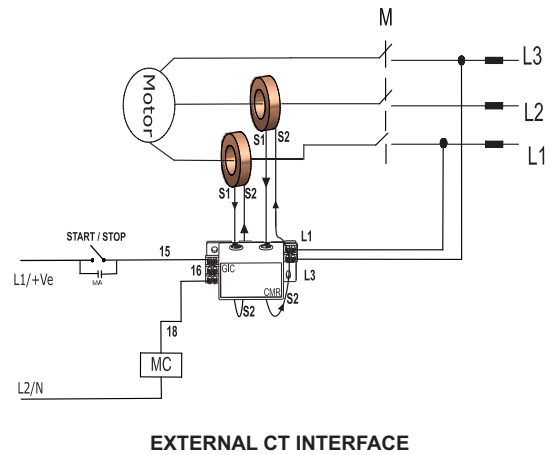 M
L3
L2
L1
Motor
S1
S2
S1
S2
START / STOP
L1
15
16
GIC
L1/+Ve
MA
L3
CMR
S2
S2
18
MC
L2/N
EXTERNAL CT INTERFACE